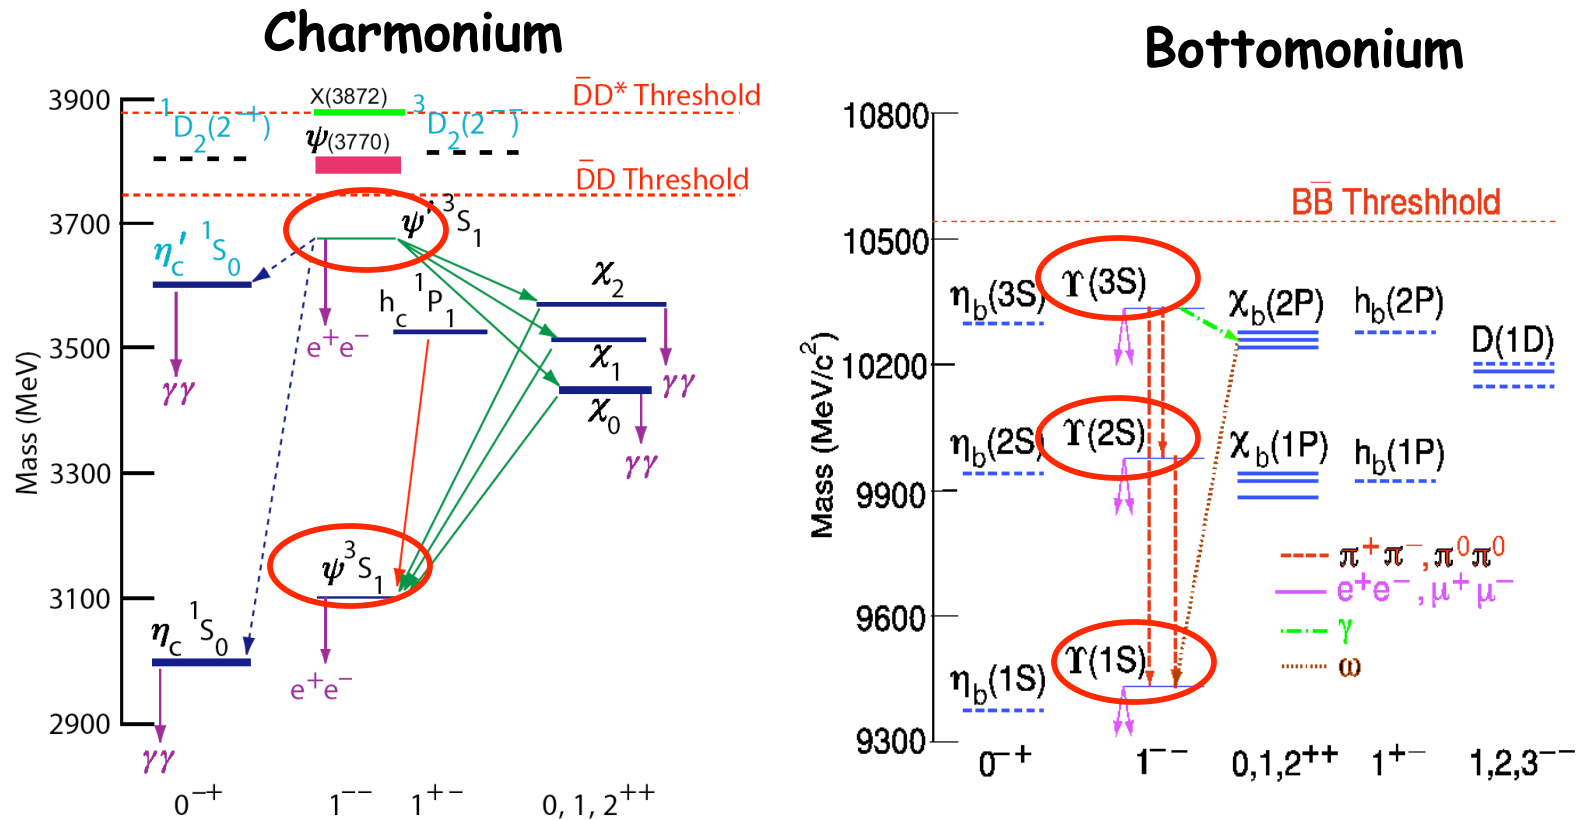 Charmonium
3900
X(3872)
D̄D* Threshold
¹D₂(2⁻⁺)
³D₂(2⁻⁻)
ψ(3770)
D̄D Threshold
3700
ψ′ ³S₁
η′c ¹S₀
hc ¹P₁
χ₂
e⁺e⁻
3500
χ₁
γγ
γγ
χ₀
γγ
Mass (MeV)
3300
ψ ³S₁
3100
ηc ¹S₀
e⁺e⁻
2900
γγ
0⁻⁺
1⁻⁻
1⁺⁻
0, 1, 2⁺⁺
Bottomonium
10800
BB̄ Threshhold
10500
ηb(3S)
ϒ(3S)
χb(2P)
hb(2P)
D(1D)
10200
Mass (MeV/c²)
ηb(2S)
ϒ(2S)
χb(1P)
hb(1P)
9900
π⁺π⁻, π⁰π⁰
e⁺e⁻, μ⁺μ⁻
9600
γ
ω
ηb(1S)
ϒ(1S)
9300
0⁻⁺
1⁻⁻
0,1,2⁺⁺
1⁺⁻
1,2,3⁻⁻